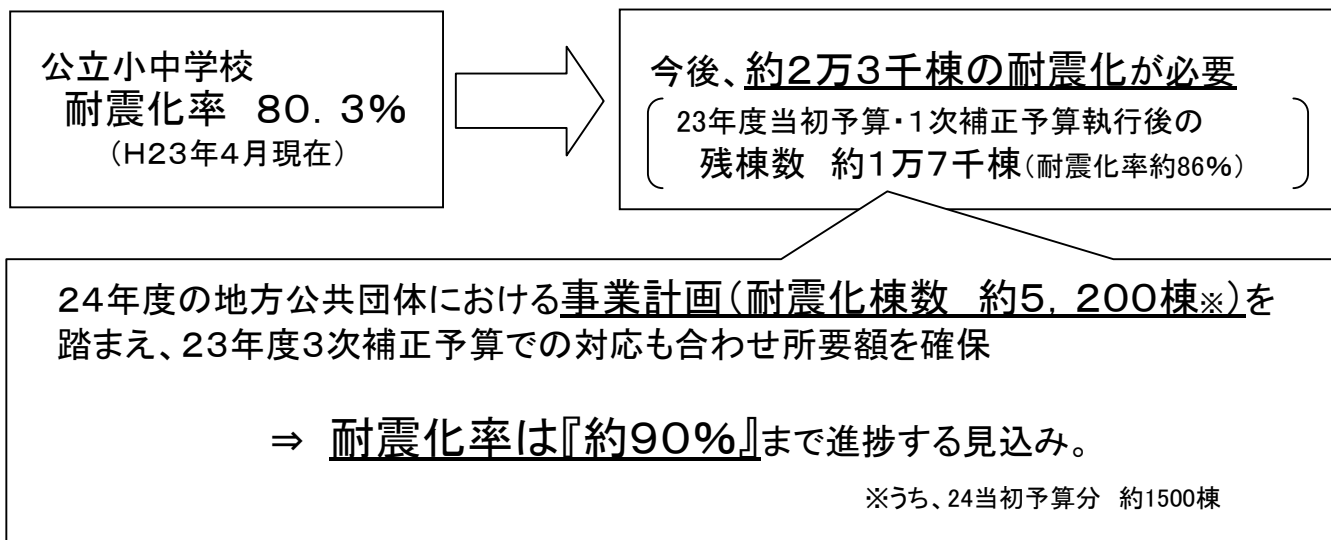 公立小中学校
耐震化率 80.3%
(H23年4月現在)
今後、約2万3千棟の耐震化が必要
23年度当初予算・1次補正予算執行後の
残棟数 約1万7千棟(耐震化率約86%)
24年度の地方公共団体における事業計画(耐震化棟数 約5,200棟※)を
踏まえ、23年度3次補正予算での対応も合わせ所要額を確保
⇒ 耐震化率は『約90%』まで進捗する見込み。
※うち、24当初予算分 約1500棟